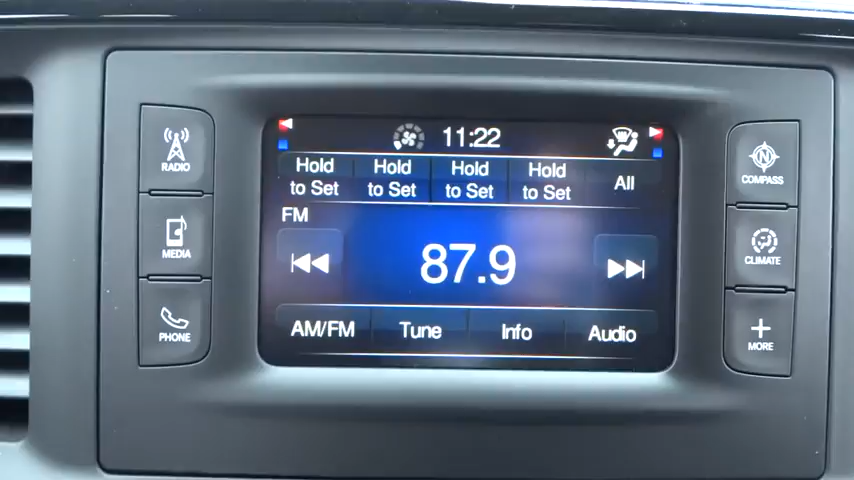 11:22
Hold to Set
Hold to Set
Hold to Set
Hold to Set
All
FM
87.9
AM/FM
Tune
Info
Audio
RADIO
MEDIA
PHONE
N
COMPASS
CLIMATE
MORE